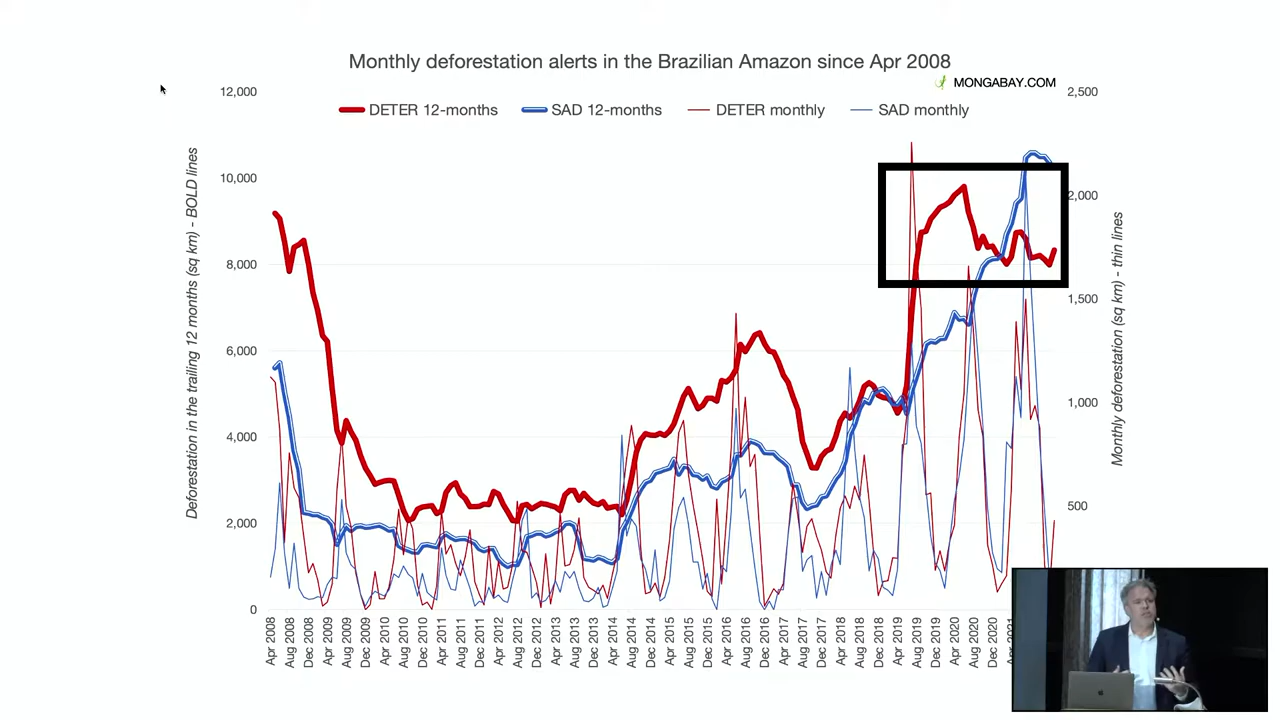 Monthly deforestation alerts in the Brazilian Amazon since Apr 2008
MONGABAY.COM
DETER 12-months
SAD 12-months
DETER monthly
SAD monthly
Deforestation in the trailing 12 months (sq km) - BOLD lines
12,000
10,000
8,000
6,000
4,000
2,000
0
2,500
2,000
1,500
1,000
500
Monthly deforestation (sq km) - thin lines
Apr 2008
Aug 2008
Dec 2008
Apr 2009
Aug 2009
Dec 2009
Apr 2010
Aug 2010
Dec 2010
Apr 2011
Aug 2011
Dec 2011
Apr 2012
Aug 2012
Dec 2012
Apr 2013
Aug 2013
Dec 2013
Apr 2014
Aug 2014
Dec 2014
Apr 2015
Aug 2015
Dec 2015
Apr 2016
Aug 2016
Dec 2016
Apr 2017
Aug 2017
Dec 2017
Apr 2018
Aug 2018
Dec 2018
Apr 2019
Aug 2019
Dec 2019
Apr 2020
Aug 2020
Dec 2020
Apr 2021